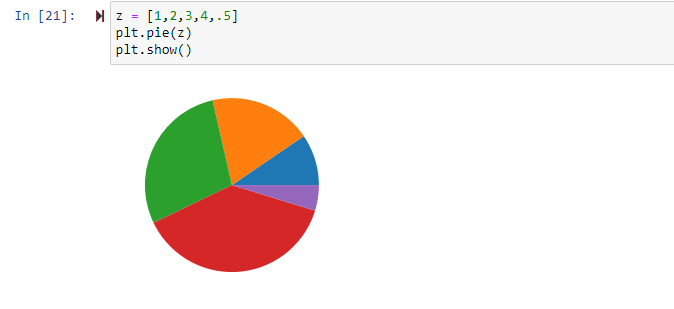 In [21]:
z = [1,2,3,4,.5]
plt.pie(z)
plt.show()